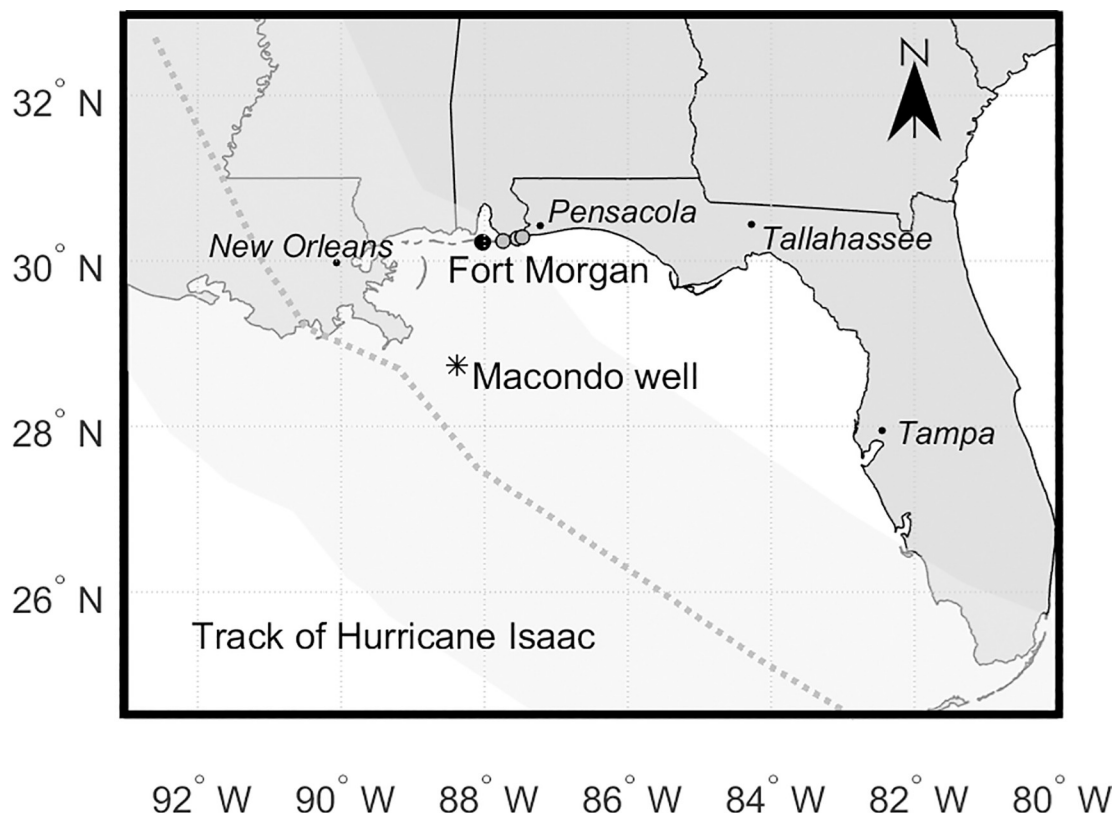 N
32° N
Pensacola
New Orleans
Tallahassee
30° N
Fort Morgan
Macondo well
28° N
Tampa
26° N
Track of Hurricane Isaac
92° W 90° W 88° W 86° W 84° W 82° W 80° W